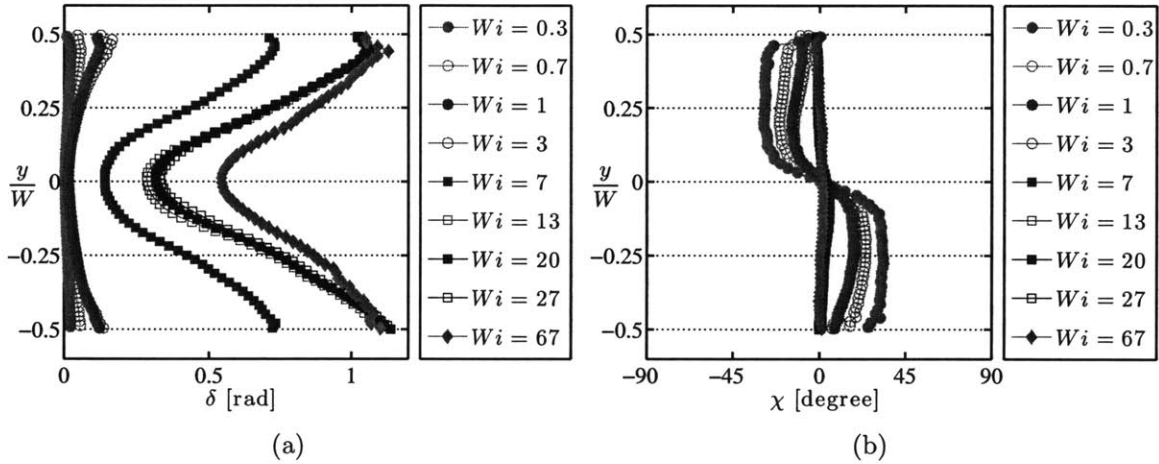 0.5
0.25
y/W
0
−0.25
−0.5
0
0.5
1
δ [rad]
(a)
Wi = 0.3
Wi = 0.7
Wi = 1
Wi = 3
Wi = 7
Wi = 13
Wi = 20
Wi = 27
Wi = 67
0.5
0.25
y/W
0
−0.25
−0.5
−90
−45
0
45
90
χ [degree]
(b)
Wi = 0.3
Wi = 0.7
Wi = 1
Wi = 3
Wi = 7
Wi = 13
Wi = 20
Wi = 27
Wi = 67